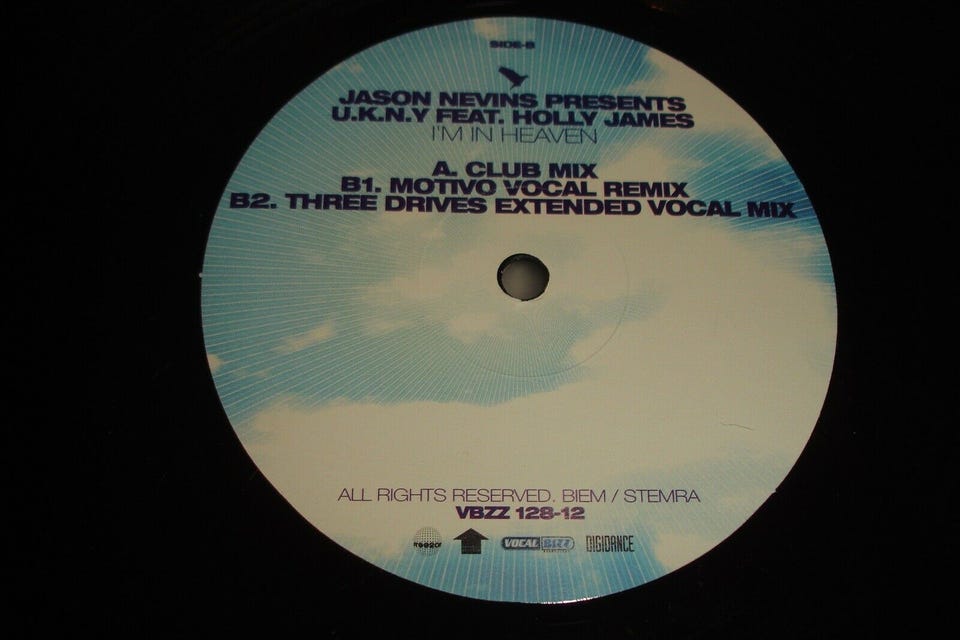 SIDE-B
JASON NEVINS PRESENTS
U.K.N.Y FEAT. HOLLY JAMES
I'M IN HEAVEN
A. CLUB MIX
B1. MOTIVO VOCAL REMIX
B2. THREE DRIVES EXTENDED VOCAL MIX
ALL RIGHTS RESERVED. BIEM / STEMRA
VBZZ 128-12
VOCAL BIZZ
DIGIDANCE